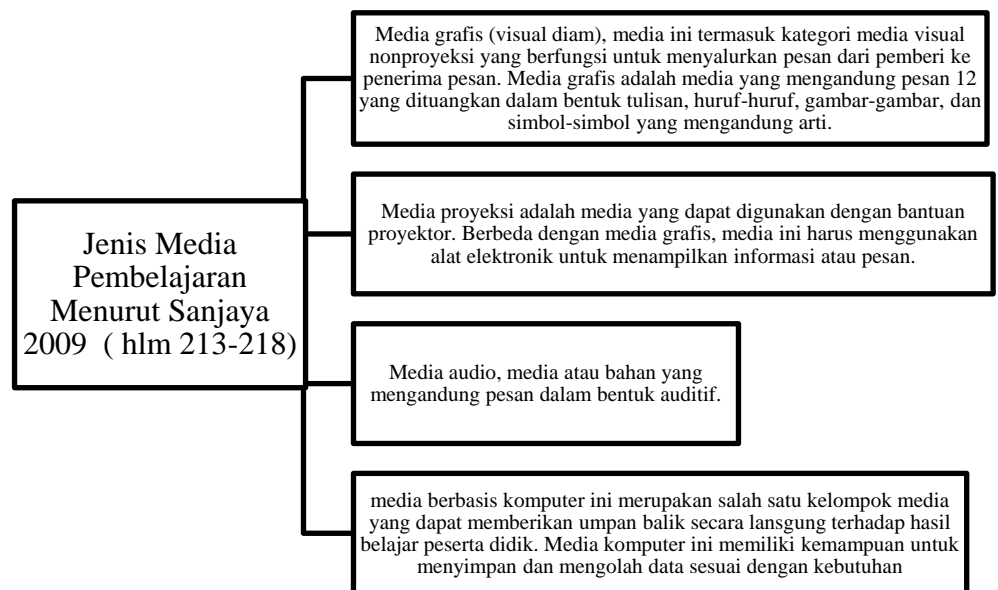 Jenis Media
Pembelajaran
Menurut Sanjaya
2009 ( hlm 213-218)
Media grafis (visual diam), media ini termasuk kategori media visual
nonproyeksi yang berfungsi untuk menyalurkan pesan dari pemberi ke
penerima pesan. Media grafis adalah media yang mengandung pesan 12
yang dituangkan dalam bentuk tulisan, huruf-huruf, gambar-gambar, dan
simbol-simbol yang mengandung arti.
Media proyeksi adalah media yang dapat digunakan dengan bantuan
proyektor. Berbeda dengan media grafis, media ini harus menggunakan
alat elektronik untuk menampilkan informasi atau pesan.
Media audio, media atau bahan yang
mengandung pesan dalam bentuk auditif.
media berbasis komputer ini merupakan salah satu kelompok media
yang dapat memberikan umpan balik secara lansgung terhadap hasil
belajar peserta didik. Media komputer ini memiliki kemampuan untuk
menyimpan dan mengolah data sesuai dengan kebutuhan